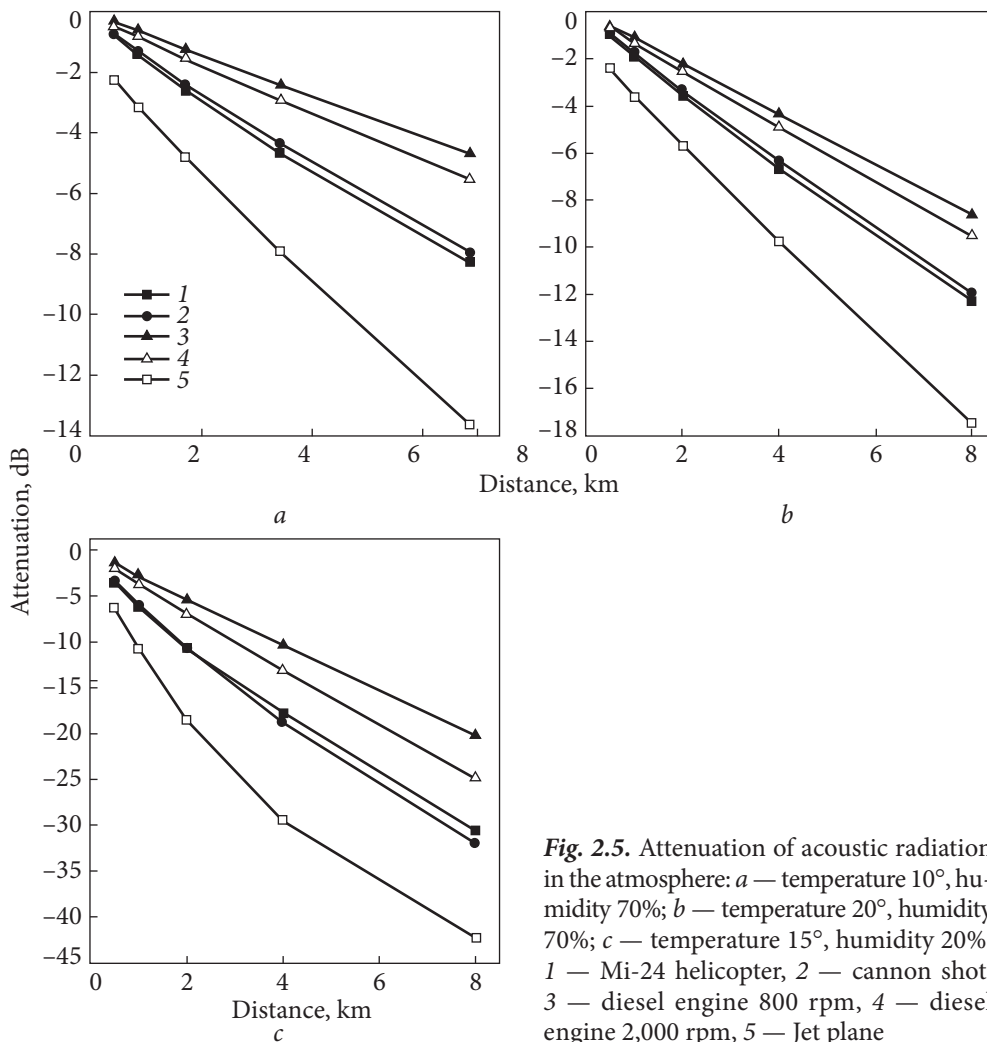 0
−2
−4
−6
−8
−10
−12
−14
1
2
3
4
5
0 2 4 6 8
a
0
−2
−4
−6
−8
−10
−12
−14
−16
−18
0 2 4 6 8
b
Distance, km
Attenuation, dB
0
−5
−10
−15
−20
−25
−30
−35
−40
−45
0 2 4 6 8
Distance, km
c
Fig. 2.5. Attenuation of acoustic radiation
in the atmosphere: a — temperature 10°, hu-
midity 70%; b — temperature 20°, humidity
70%; c — temperature 15°, humidity 20%
1 — Mi-24 helicopter, 2 — cannon shot
3 — diesel engine 800 rpm, 4 — diesel
engine 2,000 rpm, 5 — Jet plane